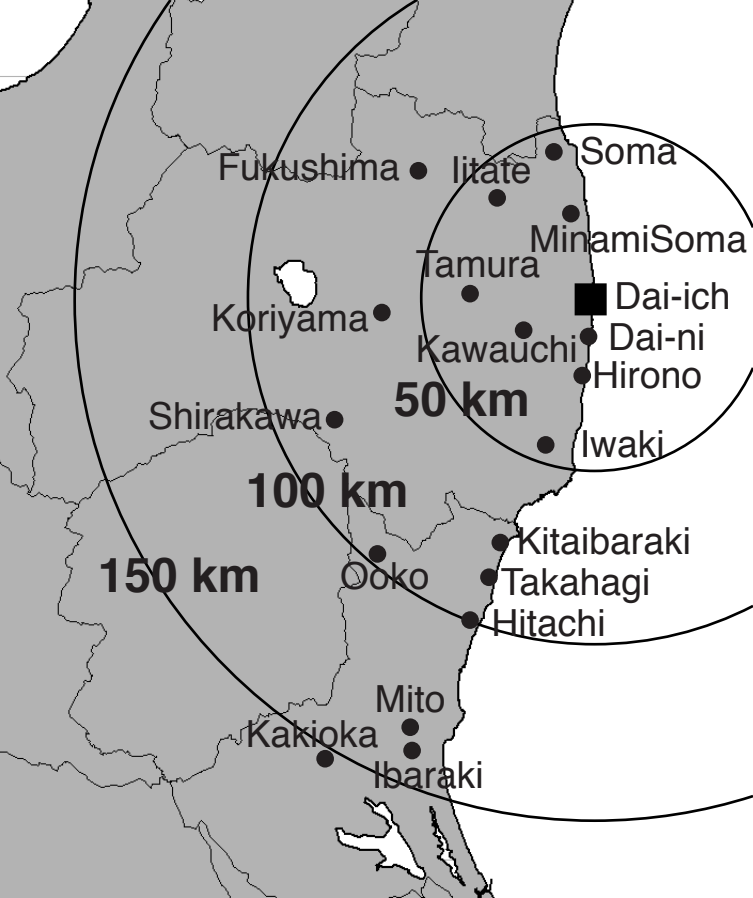 Soma
Fukushima
Iitate
MinamiSoma
Tamura
Dai-ich
Koriyama
Dai-ni
Kawauchi
Hirono
50 km
Shirakawa
Iwaki
100 km
Kitaibaraki
150 km
Ooko
Takahagi
Hitachi
Mito
Kakioka
Ibaraki